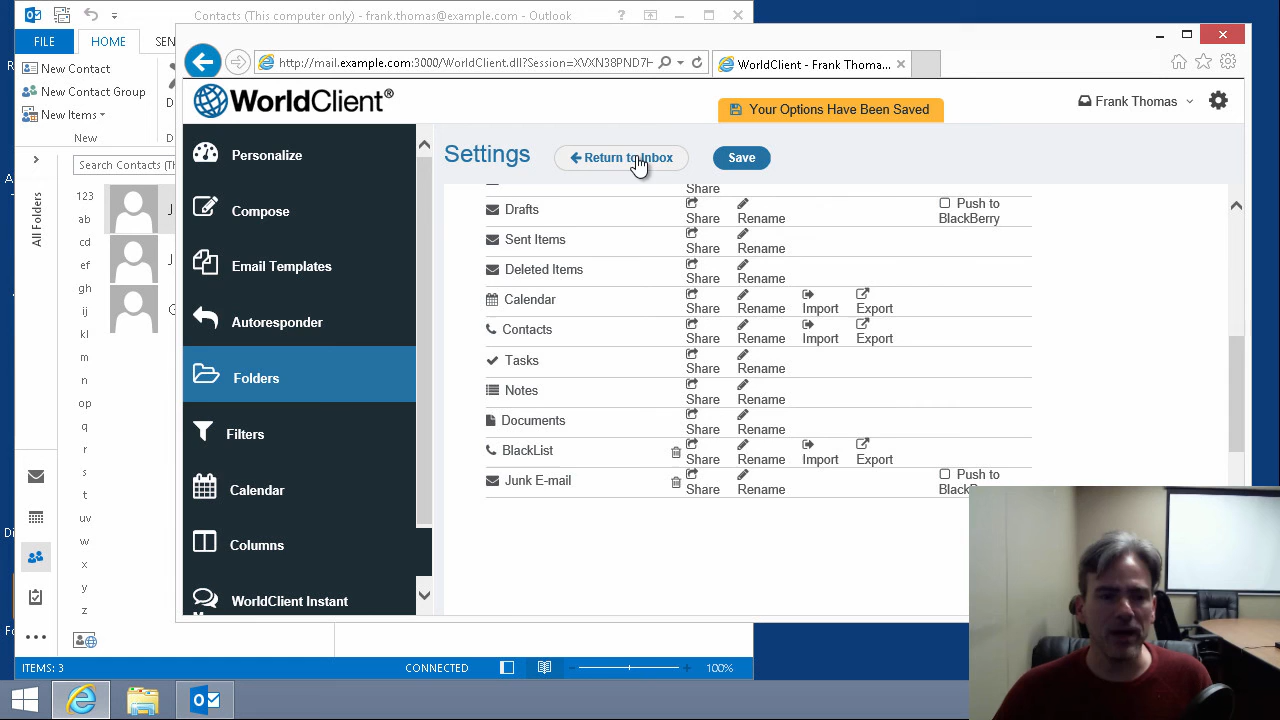 Contacts (This computer only) - frank.thomas@example.com - Outlook
FILE
HOME
SEN
New Contact
New Contact Group
New Items
New
D
Search Contacts (Th
All Folders
123
ab
cd
ef
gh
ij
kl
m
n
op
q
r
s
t
uv
w
x
y
z
J
J
G
ITEMS: 3
CONNECTED
100%
http://mail.example.com:3000/WorldClient.dll?Session=XVXN38PND7H
WorldClient - Frank Thoma...
WorldClient®
Your Options Have Been Saved
Frank Thomas
Personalize
Compose
Email Templates
Autoresponder
Folders
Filters
Calendar
Columns
WorldClient Instant
Settings
Return to Inbox
Save
Share
Drafts
Share
Rename
Push to
BlackBerry
Sent Items
Share
Rename
Deleted Items
Share
Rename
Calendar
Share
Rename
Import
Export
Contacts
Share
Rename
Import
Export
Tasks
Share
Rename
Notes
Share
Rename
Documents
Share
Rename
BlackList
Share
Rename
Import
Export
Junk E-mail
Share
Rename
Push to